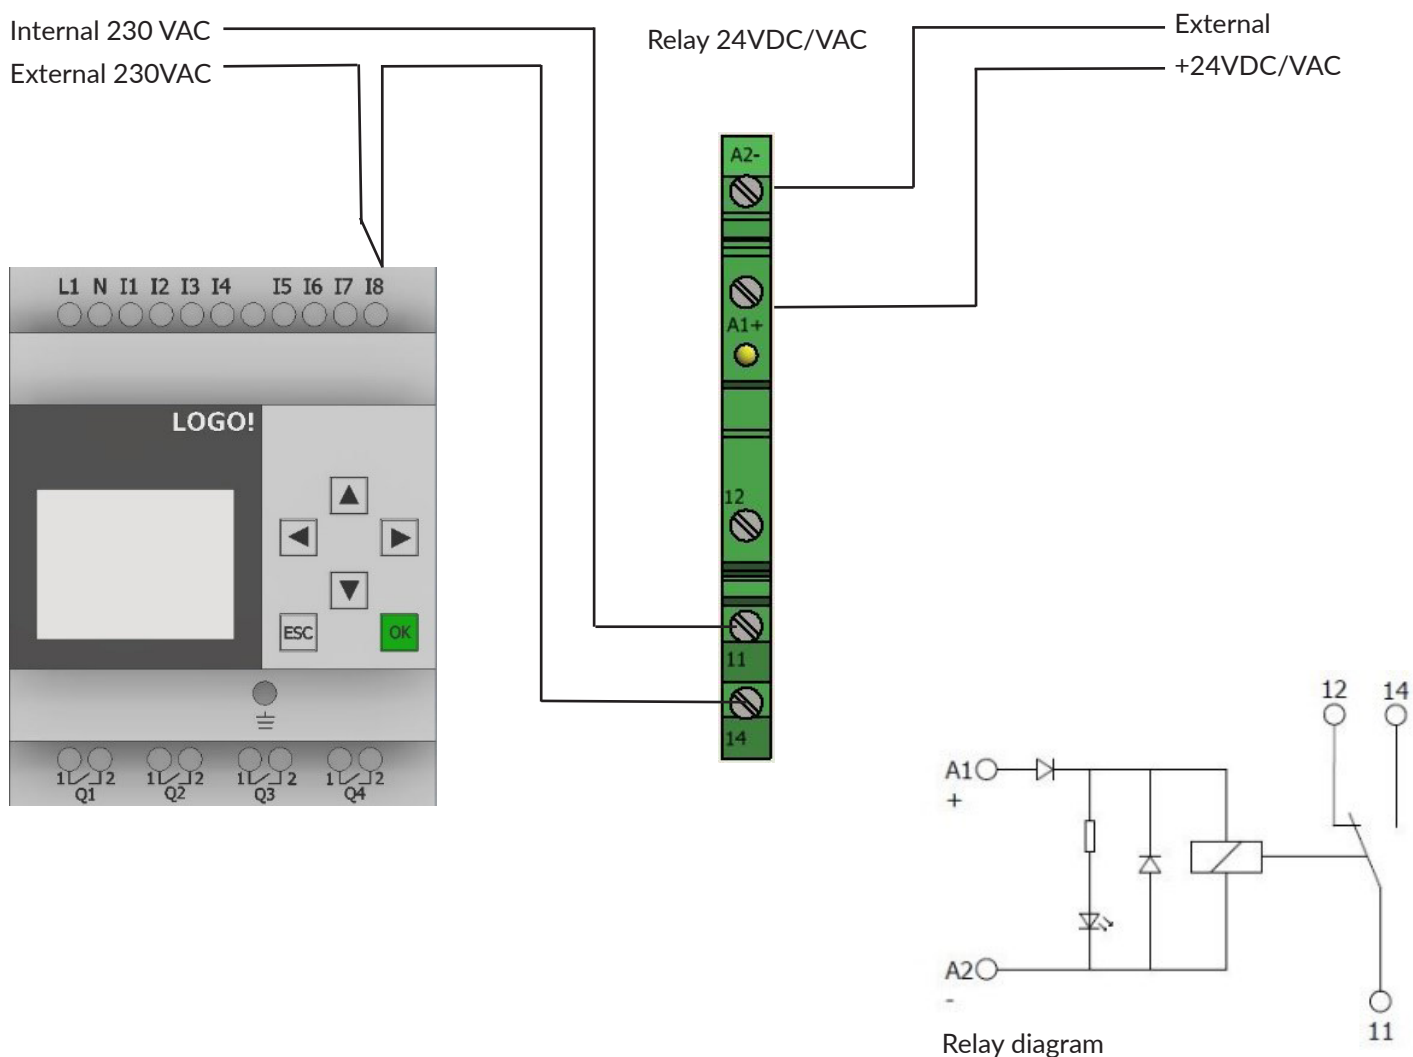 Internal 230 VAC
External 230VAC
Relay 24VDC/VAC
External
+24VDC/VAC
A2-
A1+
12
11
14
L1 N I1 I2 I3 I4 I5 I6 I7 I8
LOGO!
ESC
OK
1 2 1 2 1 2 1 2
Q1 Q2 Q3 Q4
12 14
A1
+
A2
-
11
Relay diagram